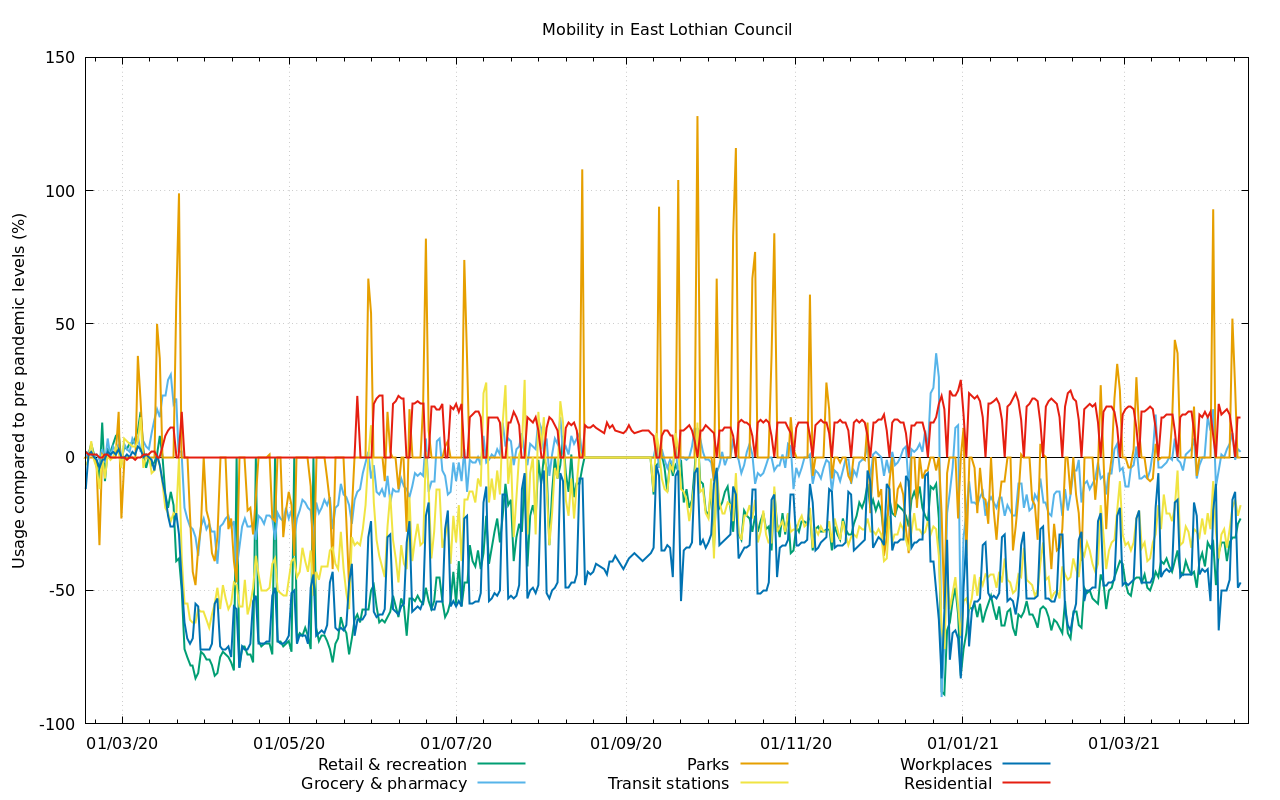 Mobility in East Lothian Council
Usage compared to pre pandemic levels (%)
150
100
50
0
-50
-100
01/03/20 01/05/20 01/07/20 01/09/20 01/11/20 01/01/21 01/03/21
Retail & recreation Parks Workplaces
Grocery & pharmacy Transit stations Residential